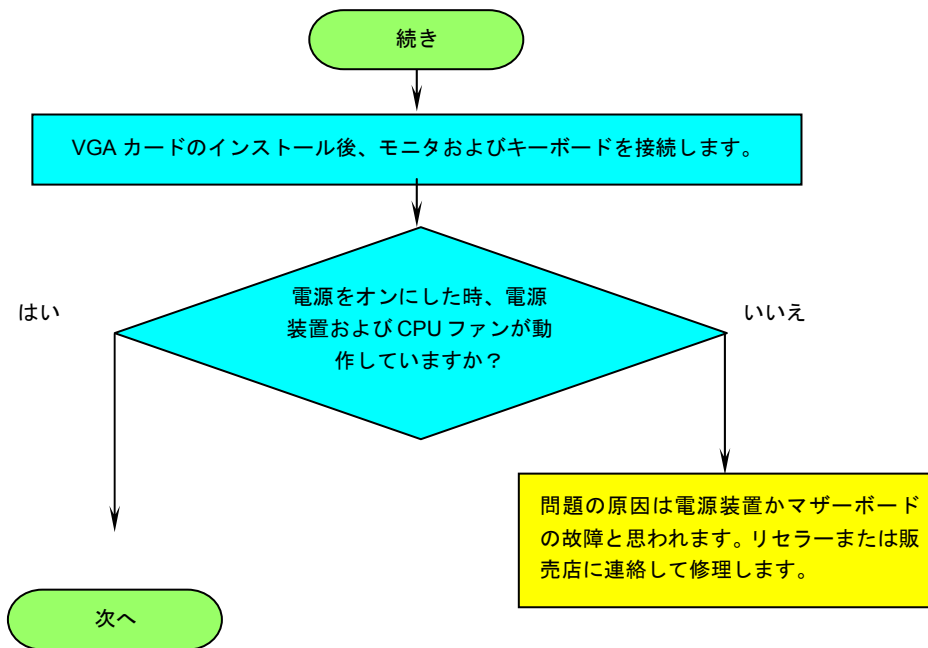 続き
VGA カードのインストール後、モニタおよびキーボードを接続します。
電源をオンにした時、電源
装置および CPU ファンが動
作していますか？
はい
いいえ
問題の原因は電源装置かマザーボード
の故障と思われます。リセラーまたは販
売店に連絡して修理します。
次へ